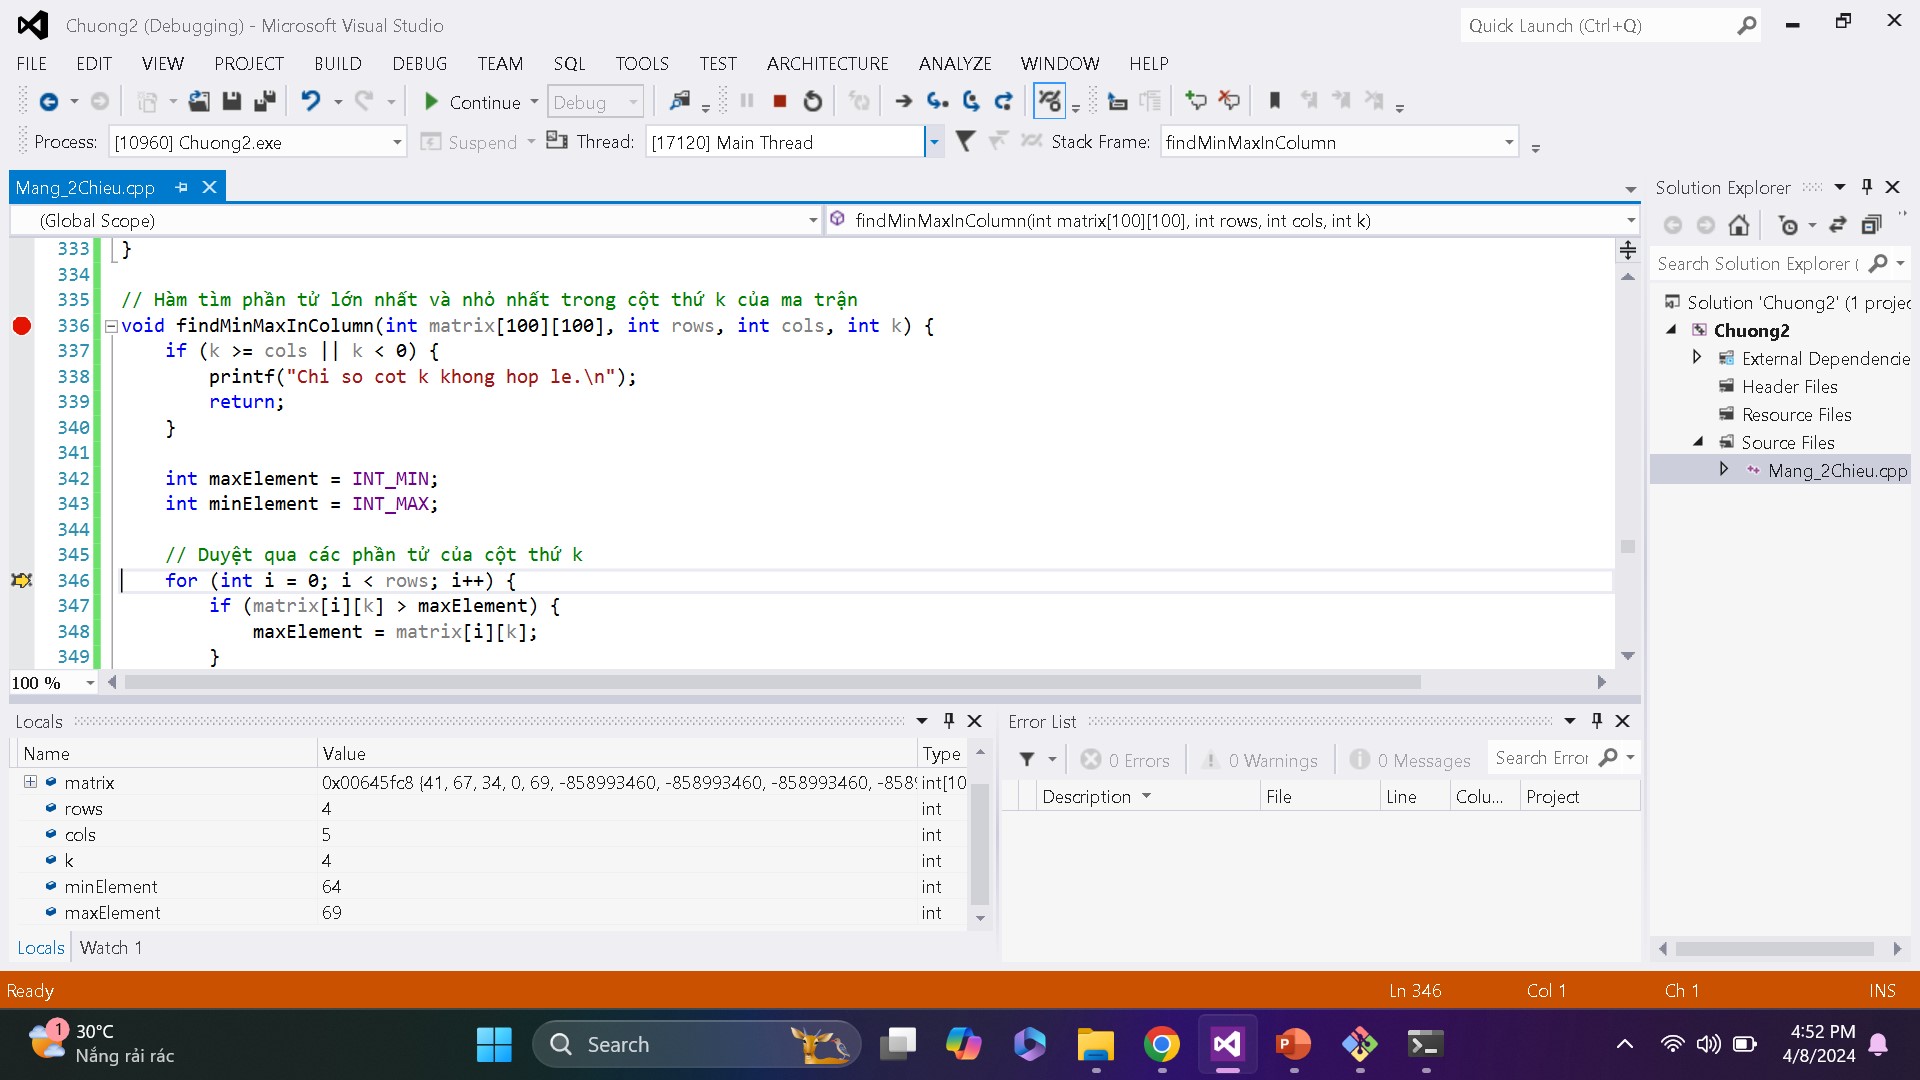 Chuong2 (Debugging) - Microsoft Visual Studio
Quick Launch (Ctrl+Q)
FILE EDIT VIEW PROJECT BUILD DEBUG TEAM SQL TOOLS TEST ARCHITECTURE ANALYZE WINDOW HELP
Continue Debug
Process: [10960] Chuong2.exe Suspend Thread: [17120] Main Thread Stack Frame: findMinMaxInColumn
Mang_2Chieu.cpp
(Global Scope) findMinMaxInColumn(int matrix[100][100], int rows, int cols, int k)
333 }
334
335 // Hàm tìm phần tử lớn nhất và nhỏ nhất trong cột thứ k của ma trận
336 void findMinMaxInColumn(int matrix[100][100], int rows, int cols, int k) {
337 if (k >= cols || k < 0) {
338 printf("Chi so cot k khong hop le.\n");
339 return;
340 }
341
342 int maxElement = INT_MIN;
343 int minElement = INT_MAX;
344
345 // Duyệt qua các phần tử của cột thứ k
346 for (int i = 0; i < rows; i++) {
347 if (matrix[i][k] > maxElement) {
348 maxElement = matrix[i][k];
349 }
100 %
Solution Explorer
Search Solution Explorer (
Solution 'Chuong2' (1 projec
Chuong2
External Dependencie
Header Files
Resource Files
Source Files
Mang_2Chieu.cpp
Locals
Name Value Type
matrix 0x00645fc8 {41, 67, 34, 0, 69, -858993460, -858993460, -858993460, -858 int[10
rows 4 int
cols 5 int
k 4 int
minElement 64 int
maxElement 69 int
Locals Watch 1
Error List
0 Errors 0 Warnings 0 Messages Search Error
Description File Line Colu... Project
Ready Ln 346 Col 1 Ch 1 INS
1 30°C
Nắng rải rác
Search
4:52 PM
4/8/2024